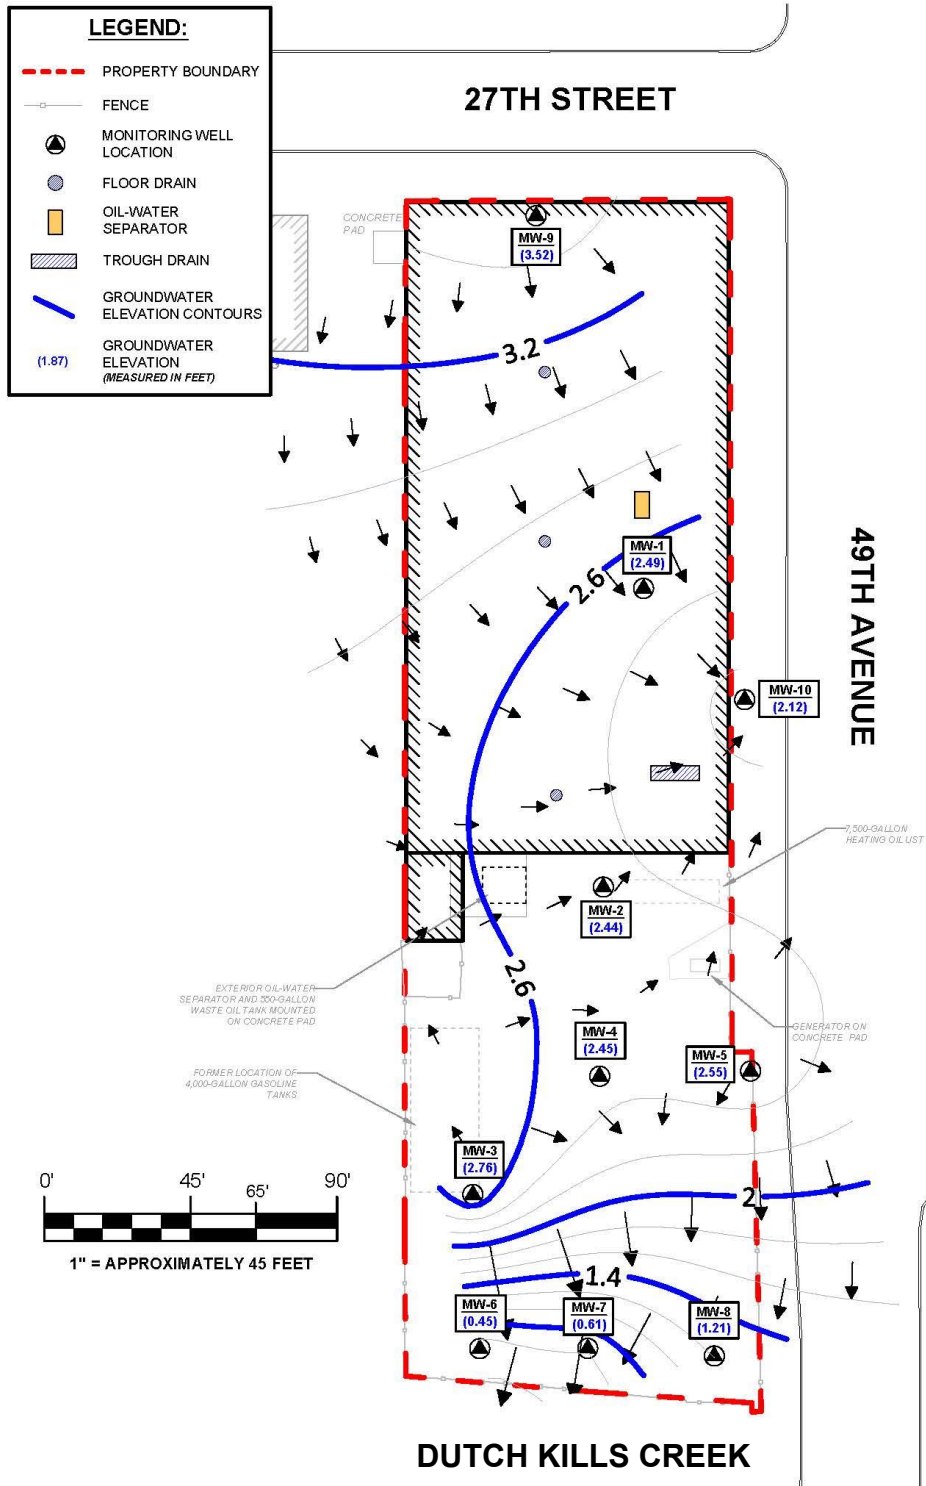 LEGEND:
PROPERTY BOUNDARY
FENCE
MONITORING WELL
LOCATION
FLOOR DRAIN
OIL-WATER
SEPARATOR
TROUGH DRAIN
GROUNDWATER
ELEVATION CONTOURS
(1.87)
GROUNDWATER
ELEVATION
(MEASURED IN FEET)
27TH STREET
CONCRETE
PAD
MW-9
(3.52)
3.2
MW-1
(2.49)
2.6
49TH AVENUE
MW-10
(2.12)
7,500-GALLON
HEATING OIL UST
MW-2
(2.44)
2.6
EXTERIOR OIL-WATER
SEPARATOR AND 550-GALLON
WASTE OIL TANK MOUNTED
ON CONCRETE PAD
GENERATOR ON
CONCRETE PAD
MW-4
(2.45)
MW-5
(2.55)
FORMER LOCATION OF
4,000-GALLON GASOLINE
TANKS
MW-3
(2.76)
0'
45'
65'
90'
1" = APPROXIMATELY 45 FEET
2
1.4
MW-6
(0.45)
MW-7
(0.61)
MW-8
(1.21)
DUTCH KILLS CREEK